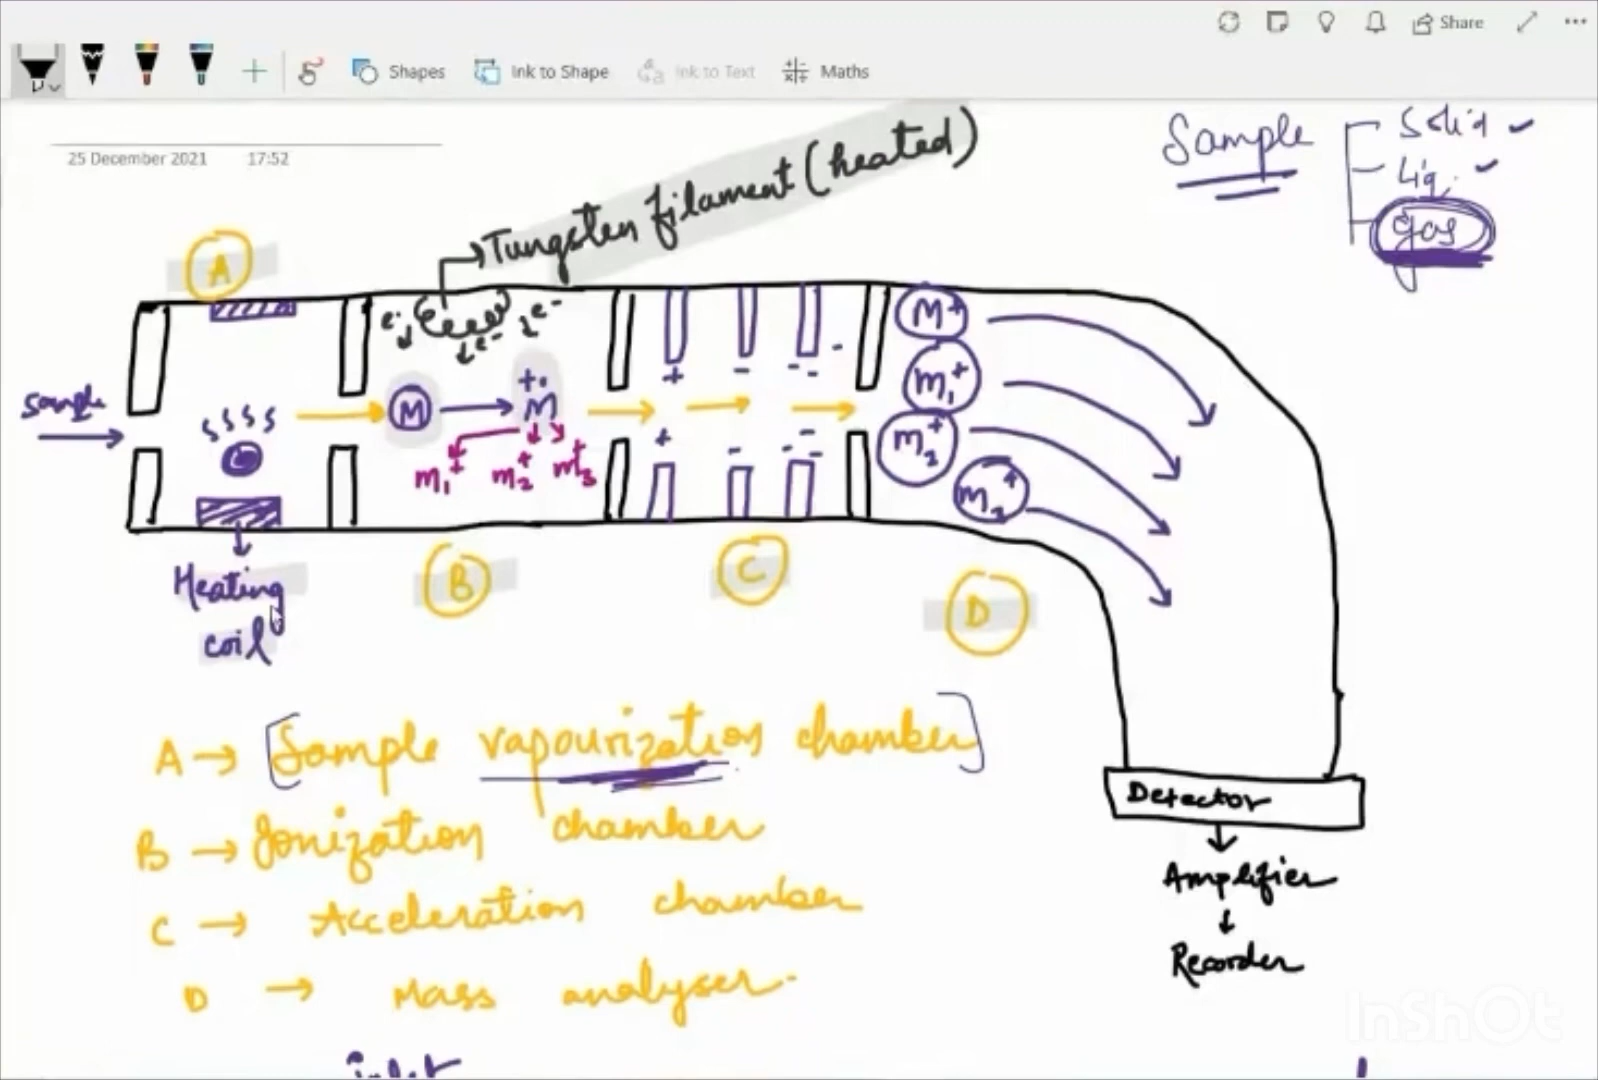 Share
Shapes
Ink to Shape
Ink to Text
Maths
25 December 2021 17:52
Sample
Solid
Liq.
gas
Tungsten filament (heated)
A
e-
e-
e-
sample
M
M+.
m1+
m2+
m3+
+
-
--
-
+
-
--
-
M+
m1+
m2+
Heating
coil
B
C
D
A → [Sample vapourization chamber]
B → Ionization chamber
C → Acceleration chamber
D → Mass analyser.
Detector
Amplifier
Recorder
inlet
InShOt